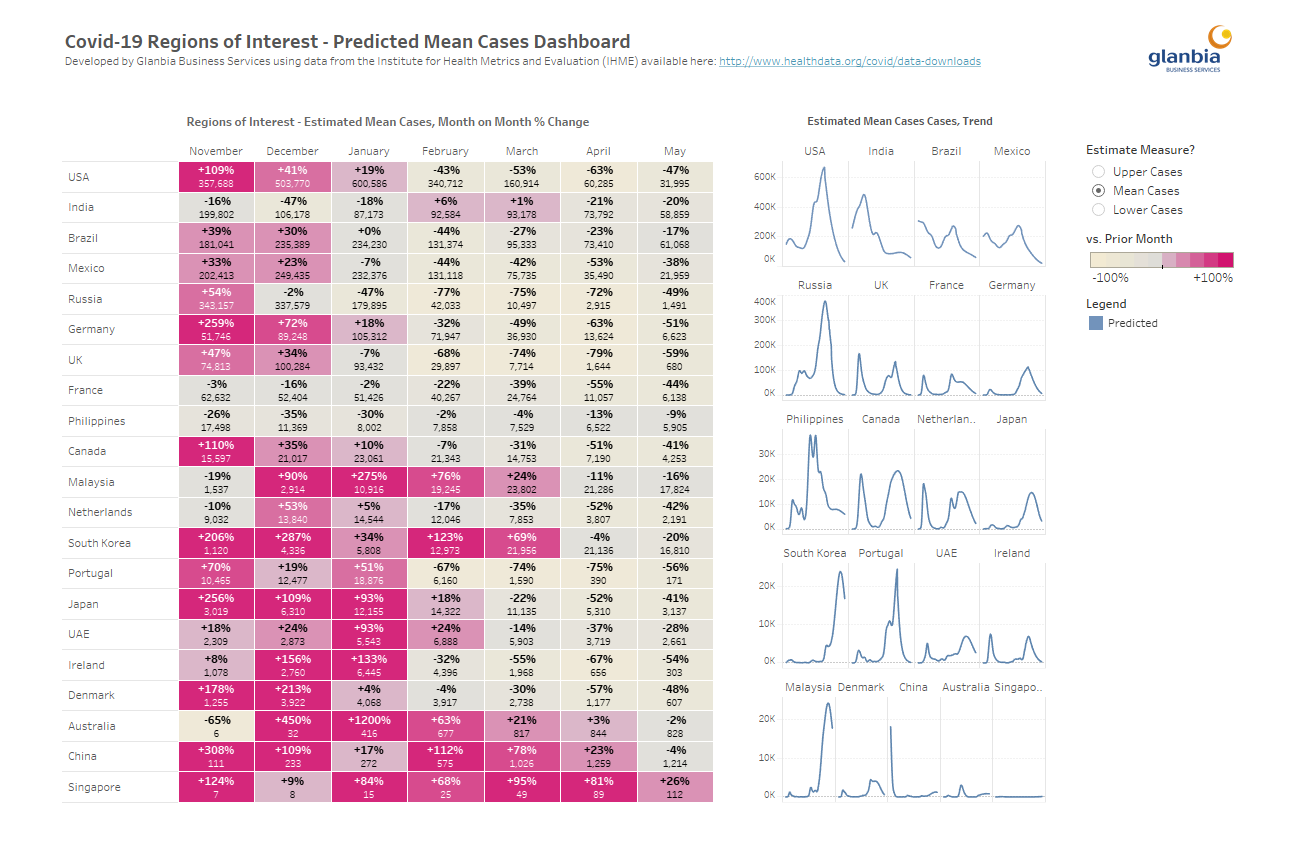 Covid-19 Regions of Interest - Predicted Mean Cases Dashboard
Developed by Glanbia Business Services using data from the Institute for Health Metrics and Evaluation (IHME) available here: http://www.healthdata.org/covid/data-downloads
glanbia
BUSINESS SERVICES
Regions of Interest - Estimated Mean Cases, Month on Month % Change
November December January February March April May
USA
+109% +41% +19% -43% -53% -63% -47%
357,688 503,770 600,586 340,712 160,914 60,285 31,995
India
-16% -47% -18% +6% +1% -21% -20%
199,802 106,178 87,173 92,584 93,178 73,792 58,859
Brazil
+39% +30% +0% -44% -27% -23% -17%
181,041 235,389 234,230 131,374 95,333 73,410 61,068
Mexico
+33% +23% -7% -44% -42% -53% -38%
202,413 249,435 232,376 131,118 75,735 35,490 21,959
Russia
+54% -2% -47% -77% -75% -72% -49%
343,157 337,579 179,895 42,033 10,497 2,915 1,491
Germany
+259% +72% +18% -32% -49% -63% -51%
51,746 89,248 105,312 71,947 36,930 13,624 6,623
UK
+47% +34% -7% -68% -74% -79% -59%
74,813 100,284 93,432 29,897 7,714 1,644 680
France
-3% -16% -2% -22% -39% -55% -44%
62,632 52,404 51,426 40,267 24,764 11,057 6,138
Philippines
-26% -35% -30% -2% -4% -13% -9%
17,498 11,369 8,002 7,858 7,529 6,522 5,905
Canada
+110% +35% +10% -7% -31% -51% -41%
15,597 21,017 23,061 21,343 14,753 7,190 4,253
Malaysia
-19% +90% +275% +76% +24% -11% -16%
1,537 2,914 10,916 19,245 23,802 21,286 17,824
Netherlands
-10% +53% +5% -17% -35% -52% -42%
9,032 13,840 14,544 12,046 7,853 3,807 2,191
South Korea
+206% +287% +34% +123% +69% -4% -20%
1,120 4,336 5,808 12,973 21,956 21,136 16,810
Portugal
+70% +19% +51% -67% -74% -75% -56%
10,465 12,477 18,876 6,160 1,590 390 171
Japan
+256% +109% +93% +18% -22% -52% -41%
3,019 6,310 12,155 14,322 11,135 5,310 3,137
UAE
+18% +24% +93% +24% -14% -37% -28%
2,309 2,873 5,543 6,888 5,903 3,719 2,661
Ireland
+8% +156% +133% -32% -55% -67% -54%
1,078 2,760 6,445 4,396 1,968 656 303
Denmark
+178% +213% +4% -4% -30% -57% -48%
1,255 3,922 4,068 3,917 2,738 1,177 607
Australia
-65% +450% +1200% +63% +21% +3% -2%
6 32 416 677 817 844 828
China
+308% +109% +17% +112% +78% +23% -4%
111 233 272 575 1,026 1,259 1,214
Singapore
+124% +9% +84% +68% +95% +81% +26%
7 8 15 25 49 89 112
Estimated Mean Cases Cases, Trend
USA India Brazil Mexico
600K
400K
200K
0K
Russia UK France Germany
400K
300K
200K
100K
0K
Philippines Canada Netherlan.. Japan
30K
20K
10K
0K
South Korea Portugal UAE Ireland
20K
10K
0K
Malaysia Denmark China Australia Singapo..
20K
10K
0K
Estimate Measure?
Upper Cases
Mean Cases
Lower Cases
vs. Prior Month
-100% +100%
Legend
Predicted